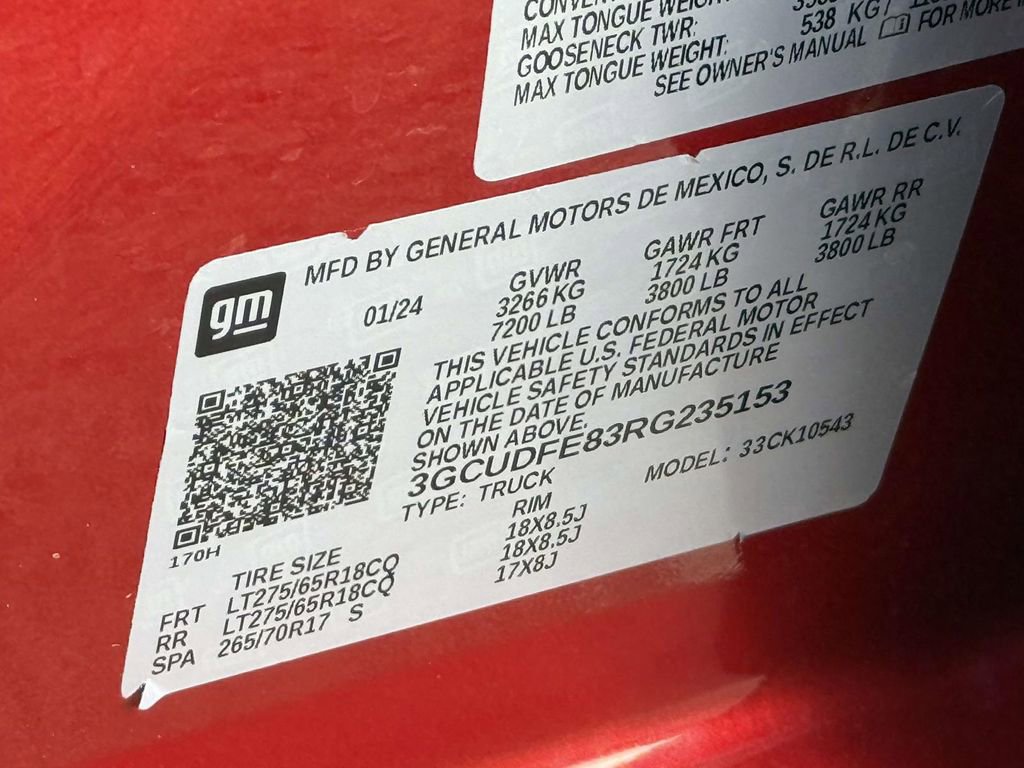 MAX TONGUE WEIGHT:
GOOSENECK TWR: 538 KG
MAX TONGUE WEIGHT:
SEE OWNER'S MANUAL FOR MORE
MFD BY GENERAL MOTORS DE MEXICO, S. DE R.L. DE C.V.
gm
01/24 GVWR GAWR FRT GAWR RR
3266 KG 1724 KG 1724 KG
7200 LB 3800 LB 3800 LB
THIS VEHICLE CONFORMS TO ALL
APPLICABLE U.S. FEDERAL MOTOR
VEHICLE SAFETY STANDARDS IN EFFECT
ON THE DATE OF MANUFACTURE
SHOWN ABOVE.
3GCUDFE83RG235153
TYPE: TRUCK MODEL: 33CK10543
170H
TIRE SIZE RIM
FRT LT275/65R18CQ 18X8.5J
RR LT275/65R18CQ 18X8.5J
SPA 265/70R17 S 17X8J